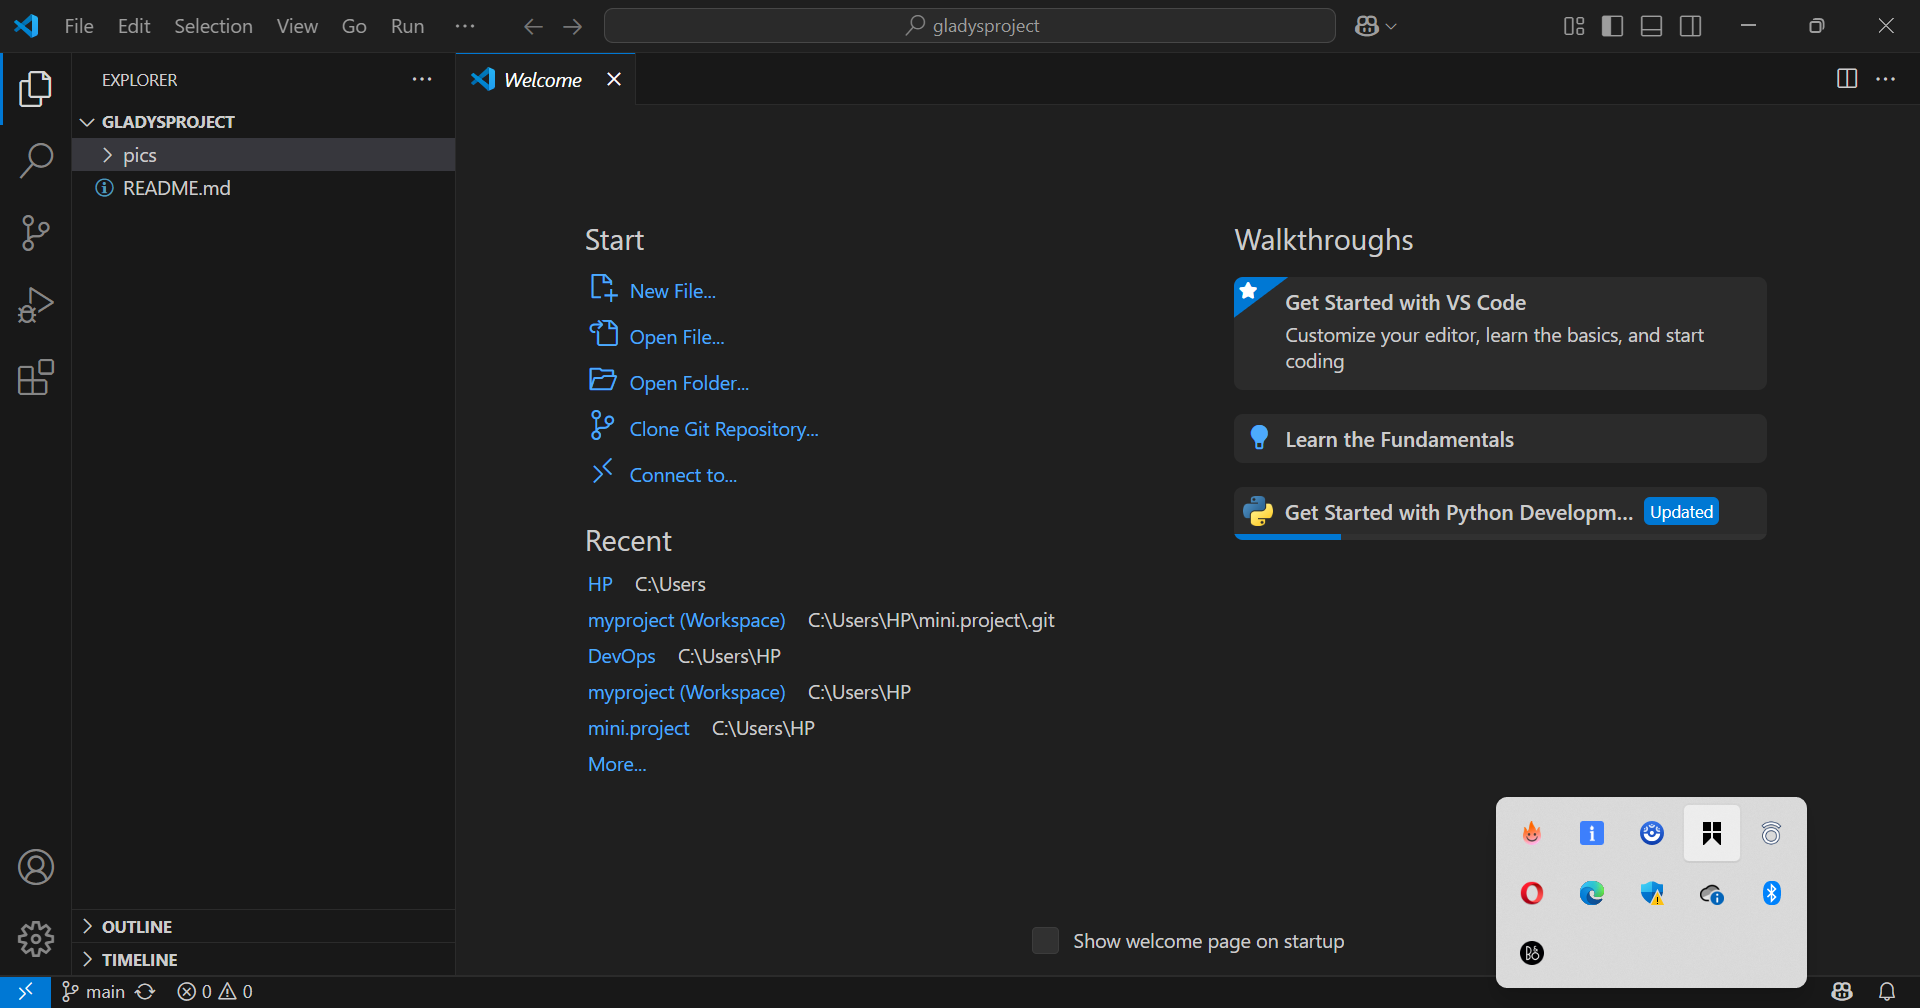 File Edit Selection View Go Run ···
gladysproject
EXPLORER ···
Welcome
GLADYSPROJECT
pics
README.md
Start
New File...
Open File...
Open Folder...
Clone Git Repository...
Connect to...
Recent
HP C:\Users
myproject (Workspace) C:\Users\HP\mini.project\.git
DevOps C:\Users\HP
myproject (Workspace) C:\Users\HP
mini.project C:\Users\HP
More...
Walkthroughs
Get Started with VS Code
Customize your editor, learn the basics, and start
coding
Learn the Fundamentals
Get Started with Python Developm... Updated
Show welcome page on startup
OUTLINE
TIMELINE
main 0 0